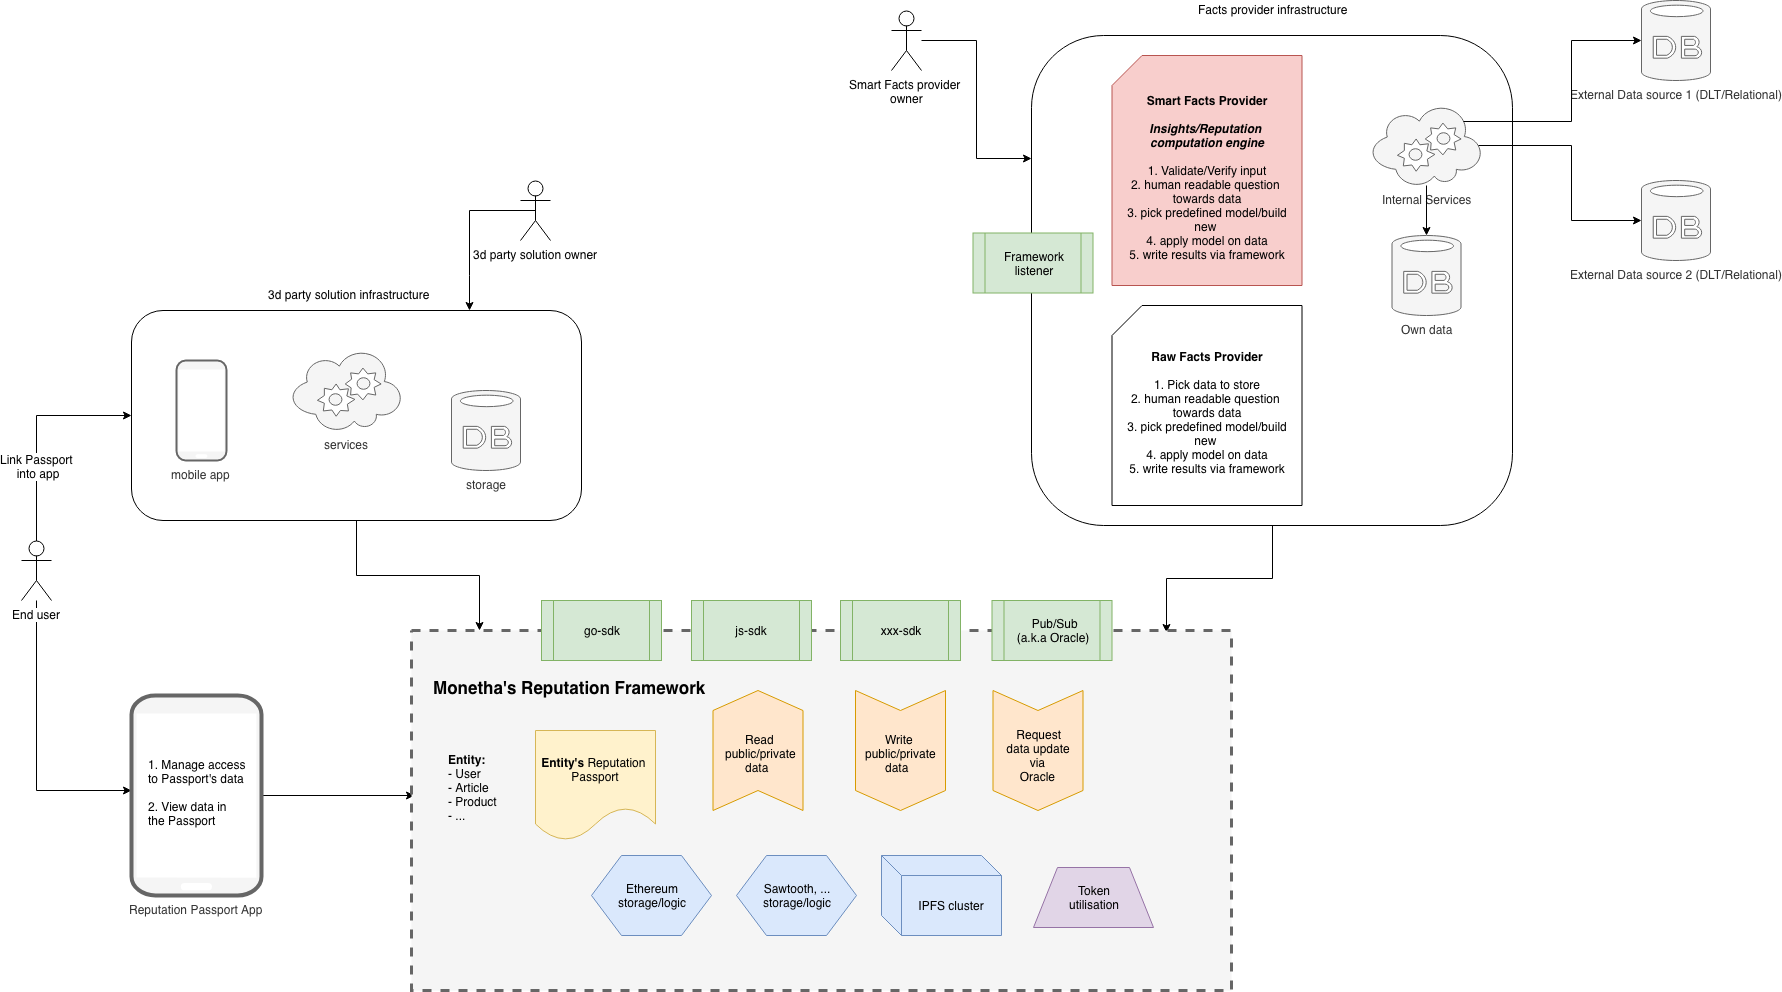 Facts provider infrastructure
Smart Facts provider
owner
Smart Facts Provider
Insights/Reputation
computation engine
1. Validate/Verify input
2. human readable question
towards data
3. pick predefined model/build
new
4. apply model on data
5. write results via framework
DB
External Data source 1 (DLT/Relational)
Internal Services
DB
External Data source 2 (DLT/Relational)
DB
Own data
Framework
listener
Raw Facts Provider
1. Pick data to store
2. human readable question
towards data
3. pick predefined model/build
new
4. apply model on data
5. write results via framework
3d party solution owner
3d party solution infrastructure
mobile app
services
DB
storage
Link Passport
into app
End user
1. Manage access
to Passport's data
2. View data in
the Passport
Reputation Passport App
go-sdk
js-sdk
xxx-sdk
Pub/Sub
(a.k.a Oracle)
Monetha's Reputation Framework
Entity:
- User
- Article
- Product
- ...
Entity's Reputation
Passport
Read
public/private
data
Write
public/private
data
Request
data update
via
Oracle
Ethereum
storage/logic
Sawtooth, ...
storage/logic
IPFS cluster
Token
utilisation